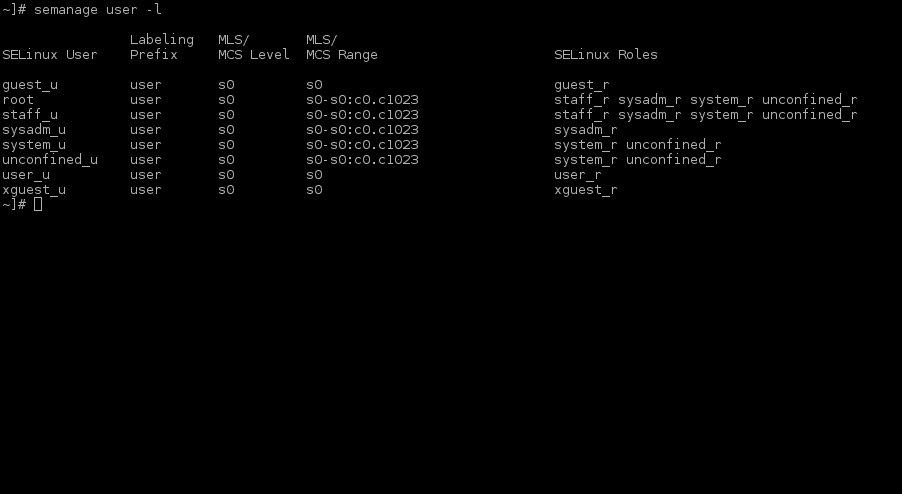 ~]# semanage user -l
Labeling MLS/ MLS/
SELinux User Prefix MCS Level MCS Range SELinux Roles
guest_u user s0 s0 guest_r
root user s0 s0-s0:c0.c1023 staff_r sysadm_r system_r unconfined_r
staff_u user s0 s0-s0:c0.c1023 staff_r sysadm_r system_r unconfined_r
sysadm_u user s0 s0-s0:c0.c1023 sysadm_r
system_u user s0 s0-s0:c0.c1023 system_r unconfined_r
unconfined_u user s0 s0-s0:c0.c1023 system_r unconfined_r
user_u user s0 s0 user_r
xguest_u user s0 s0 xguest_r
~]#